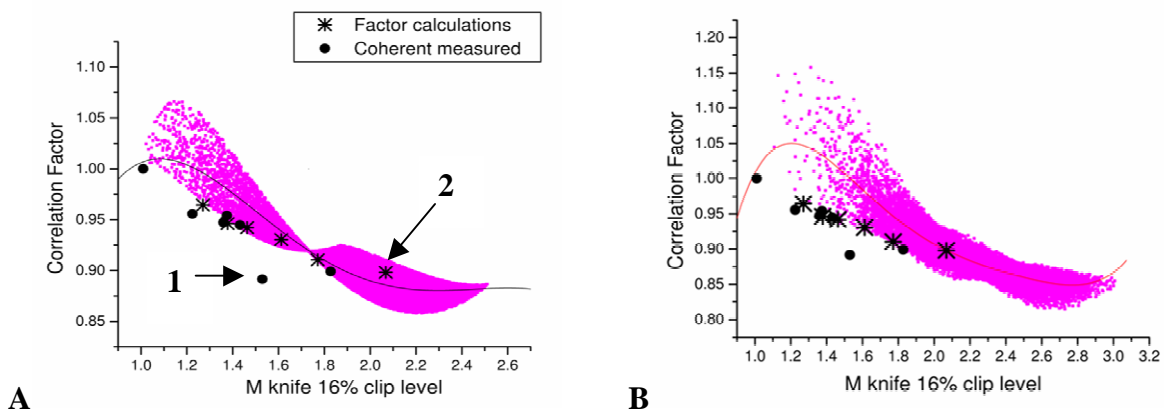 Factor calculations
Coherent measured
1.10
1.05
1.00
0.95
0.90
0.85
Correlation Factor
2
1
1.0 1.2 1.4 1.6 1.8 2.0 2.2 2.4 2.6
M knife 16% clip level
A
1.20
1.15
1.10
1.05
1.00
0.95
0.90
0.85
0.80
Correlation Factor
1.0 1.2 1.4 1.6 1.8 2.0 2.2 2.4 2.6 2.8 3.0 3.2
M knife 16% clip level
B